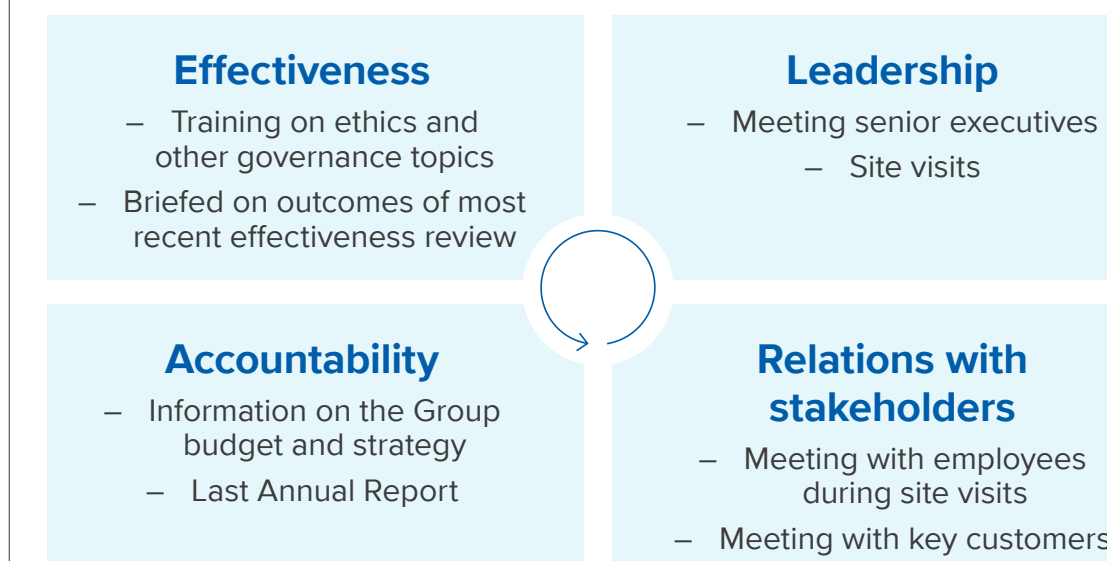 Effectiveness
– Training on ethics and
other governance topics
– Briefed on outcomes of most
recent effectiveness review
Leadership
– Meeting senior executives
– Site visits
Accountability
– Information on the Group
budget and strategy
– Last Annual Report
Relations with
stakeholders
– Meeting with employees
during site visits
– Meeting with key customers